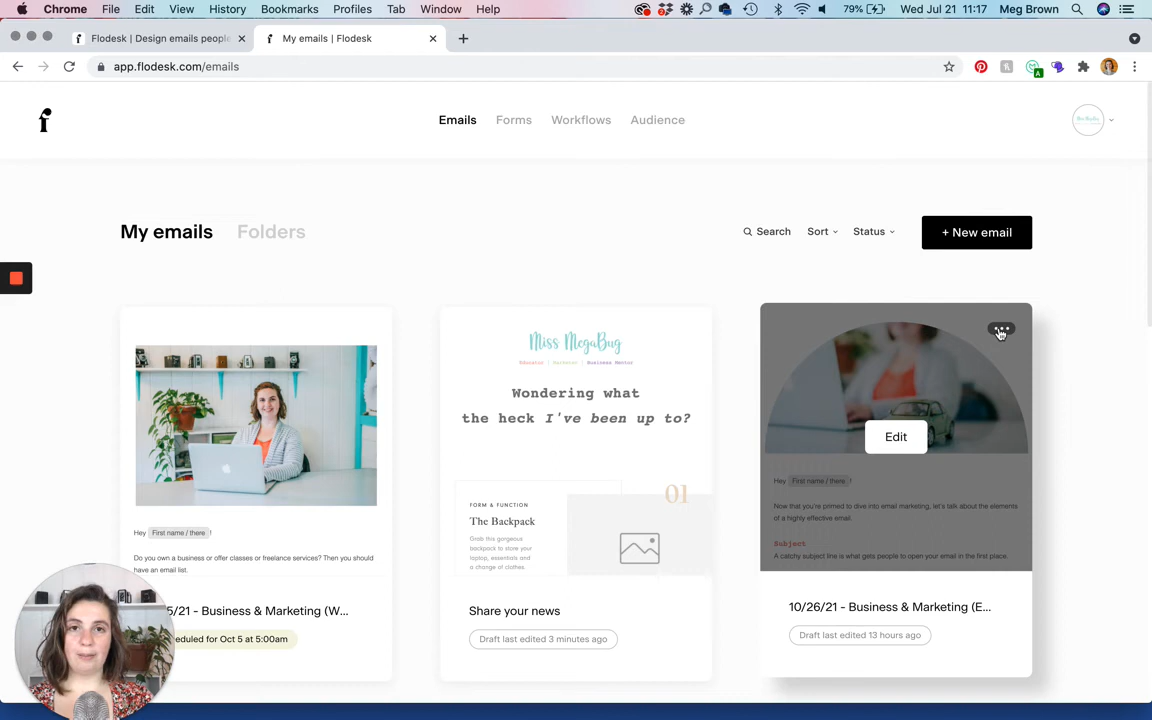 Chrome File Edit View History Bookmarks Profiles Tab Window Help 2 79% Wed Jul 21 11:17 Meg Brown
Flodesk | Design emails people
My emails | Flodesk
app.flodesk.com/emails
A
f
Emails Forms Workflows Audience
My emails Folders
Search Sort Status + New email
Miss MegaBug
Educator | Marketer | Business Mentor
Wondering what
the heck I've been up to?
Edit
01
FORM & FUNCTION
The Backpack
Grab this gorgeous
backpack to store your
laptop, essentials and
a change of clothes.
Hey First name / there !
Do you own a business or offer classes or freelance services? Then you should
have an email list.
Hey First name / there !
Now that you're primed to dive into email marketing, let's talk about the elements
of a highly effective email.
Subject
A catchy subject line is what gets people to open your email in the first place.
5/21 - Business & Marketing (W...
eduled for Oct 5 at 5:00am
Share your news
Draft last edited 3 minutes ago
10/26/21 - Business & Marketing (E...
Draft last edited 13 hours ago